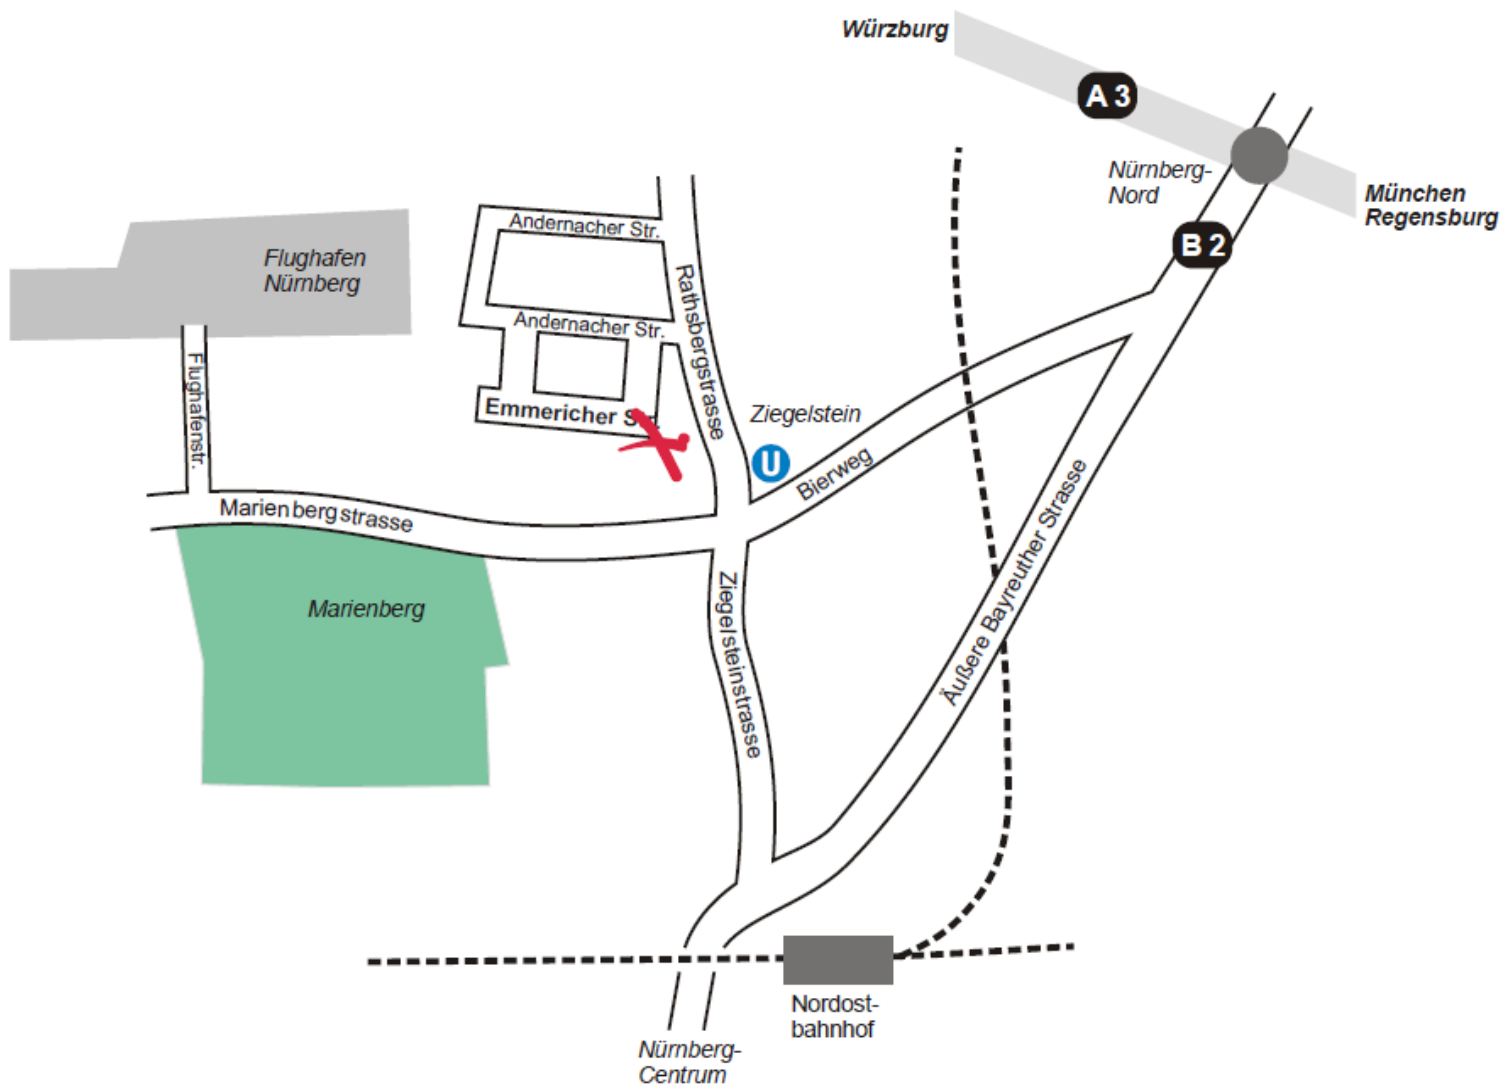 Würzburg
A 3
Nürnberg-
Nord
München
Regensburg
B 2
Andernacher Str.
Flughafen
Nürnberg
Rathsbergstrasse
Andernacher Str.
Flughafenstr.
Emmericher Str.
Ziegelstein
U
Bierweg
Marienbergstrasse
Äußere Bayreuther Strasse
Marienberg
Ziegelsteinstrasse
Nordost-
bahnhof
Nürnberg-
Centrum